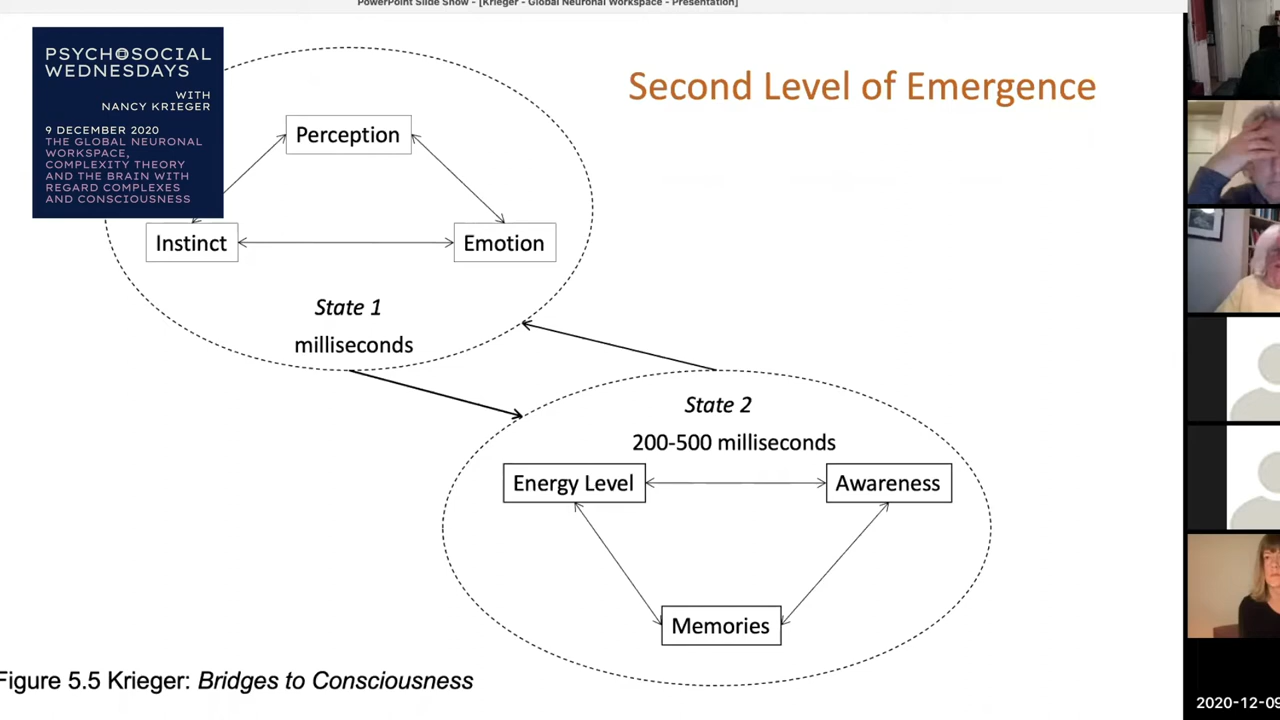 PowerPoint Slide Show - [Krieger - Global Neuronal Workspace - Presentation]
PSYCHOSOCIAL
WEDNESDAYS
WITH
NANCY KRIEGER
9 DECEMBER 2020
THE GLOBAL NEURONAL
WORKSPACE,
COMPLEXITY THEORY
AND THE BRAIN WITH
REGARD COMPLEXES
AND CONSCIOUSNESS
Second Level of Emergence
Perception
Instinct
Emotion
State 1
milliseconds
State 2
200-500 milliseconds
Energy Level
Awareness
Memories
Figure 5.5 Krieger: Bridges to Consciousness
2020-12-09